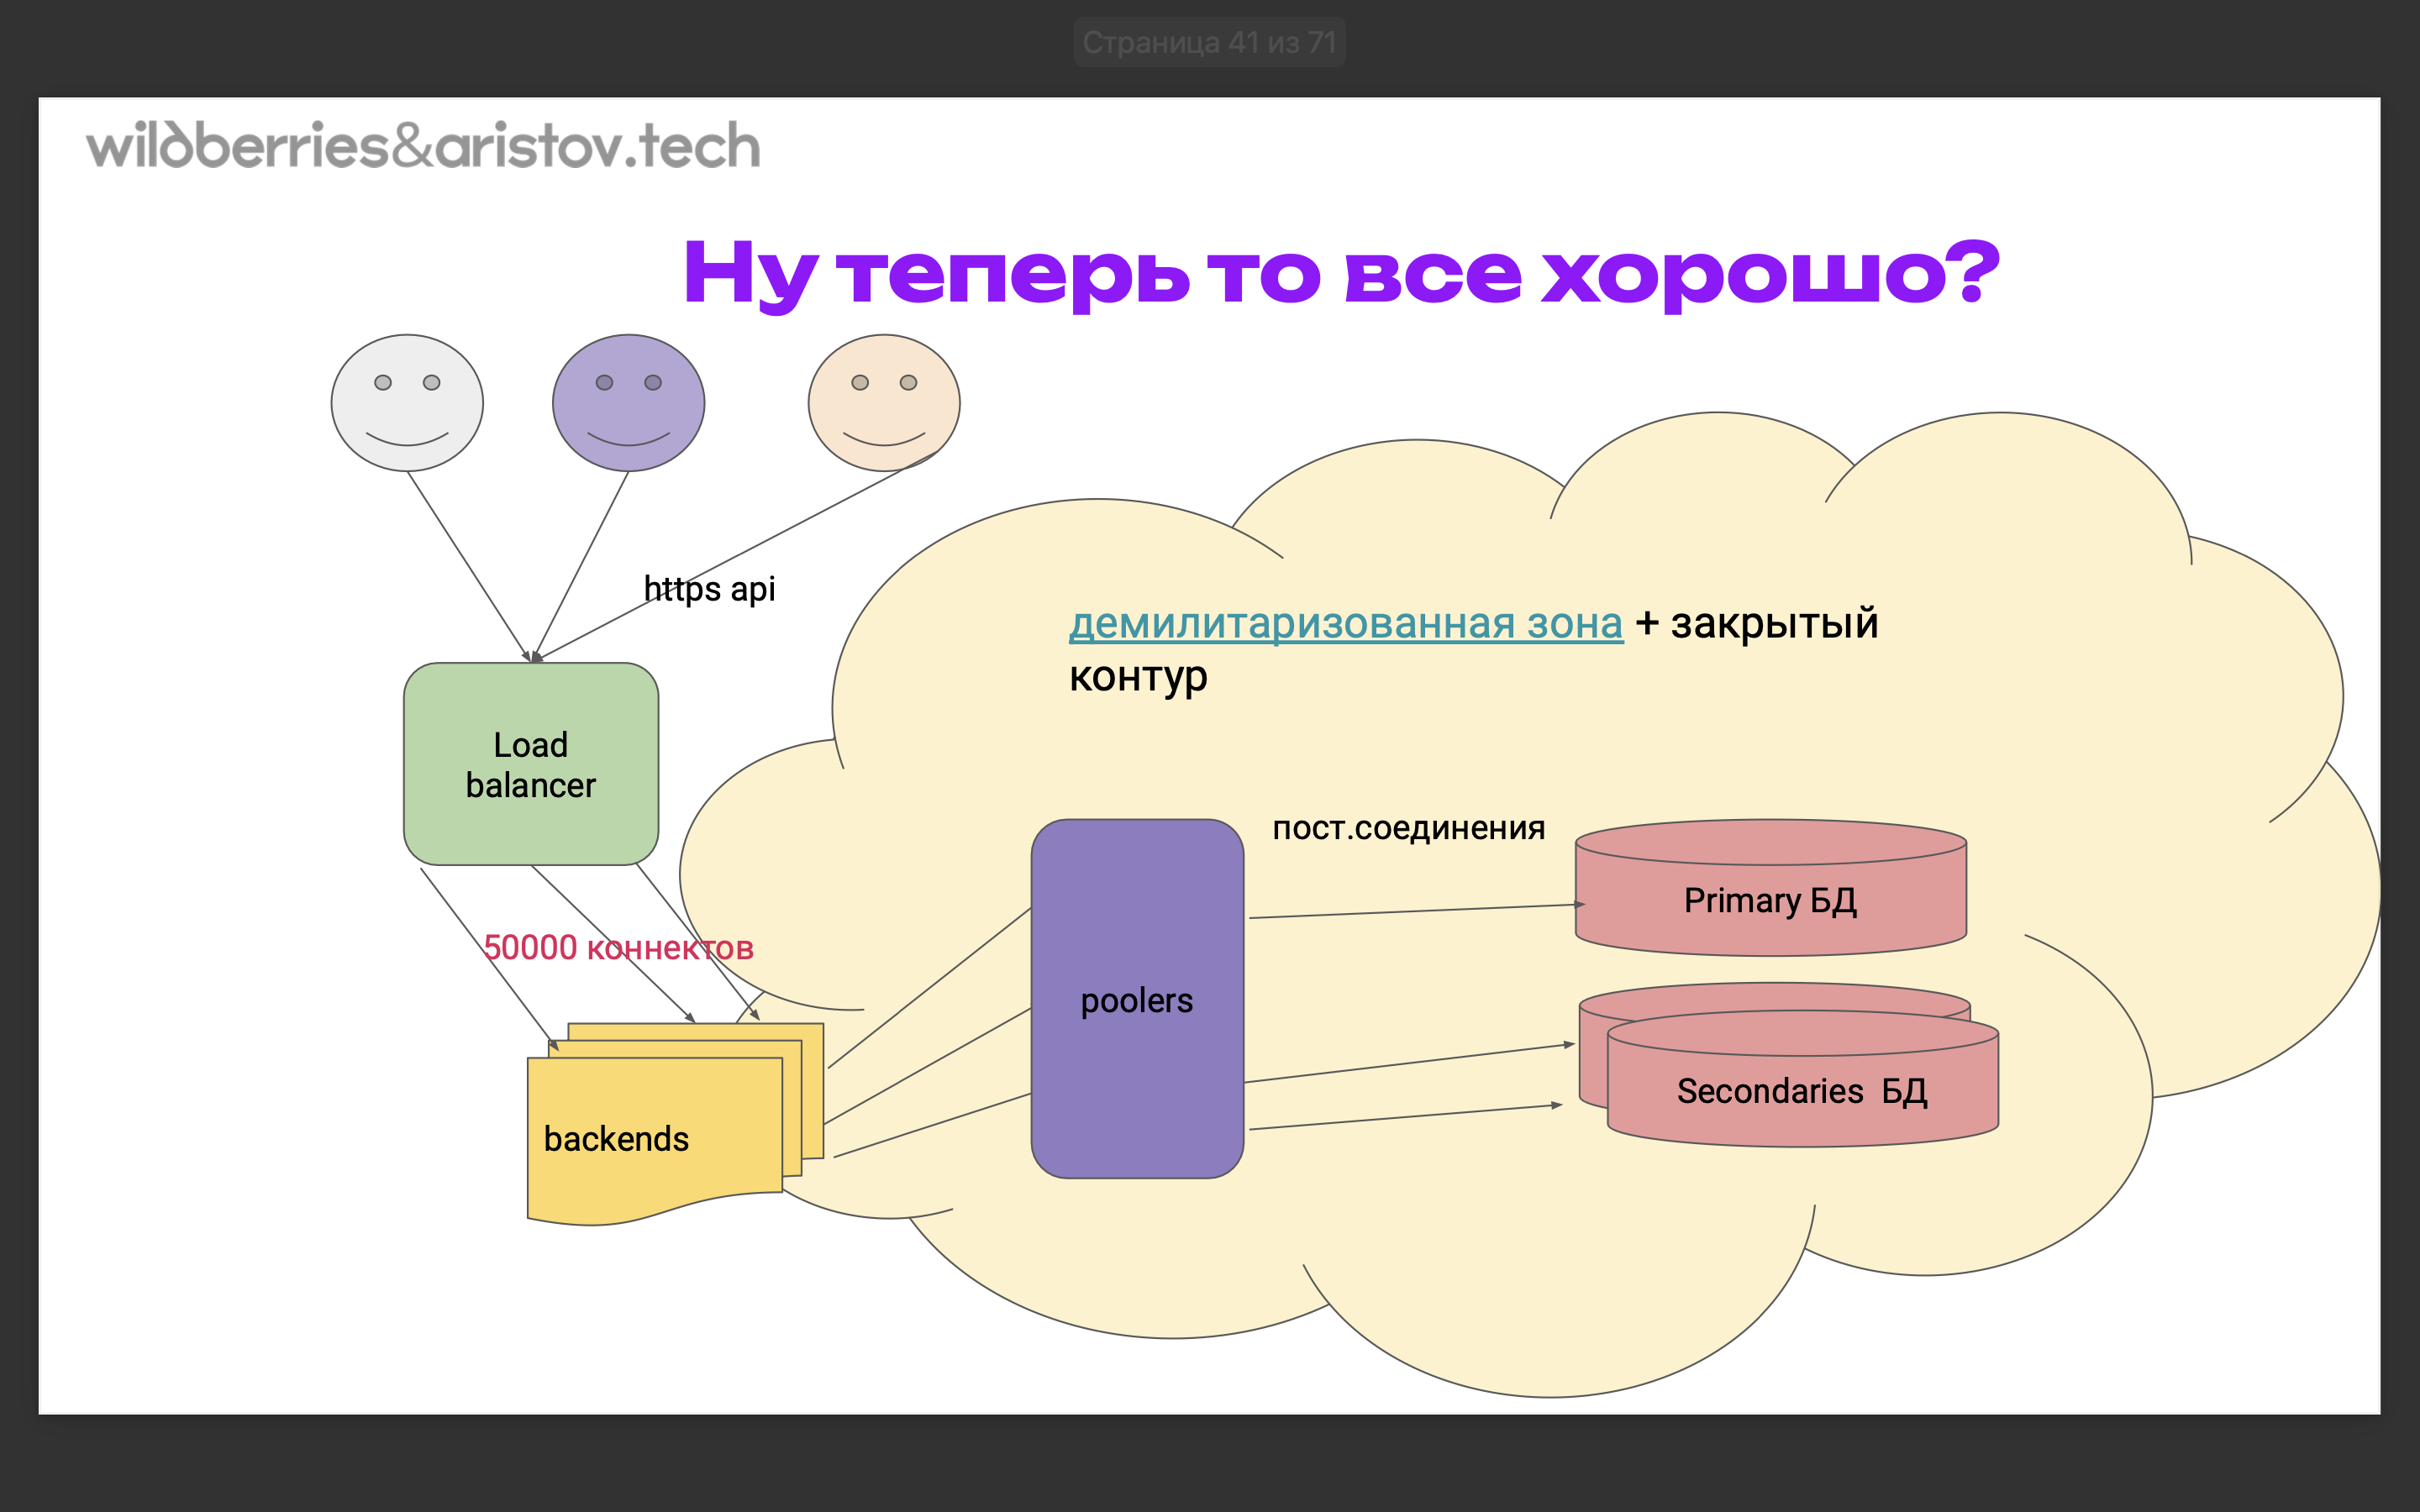 Страница 41 из 71
wildberries&aristov.tech
Ну теперь то все хорошо?
https api
демилитаризованная зона + закрытый
контур
Load
balancer
пост.соединения
Primary БД
50000 коннектов
poolers
Secondaries БД
backends